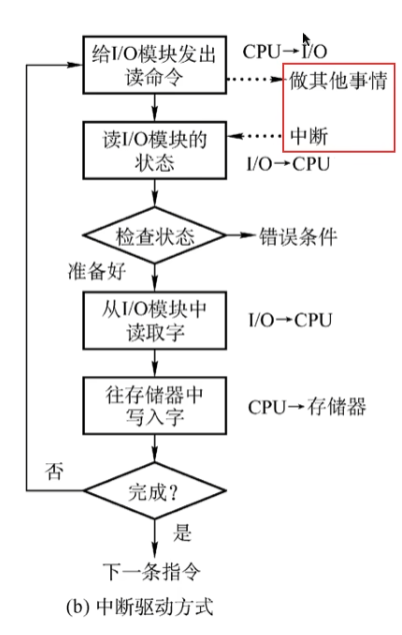 给I/O模块发出
读命令
CPU→I/O
做其他事情
读I/O模块的
状态
中断
I/O→CPU
检查状态
错误条件
准备好
从I/O模块中
读取字
I/O→CPU
往存储器中
写入字
CPU→存储器
否
完成？
是
下一条指令
(b) 中断驱动方式